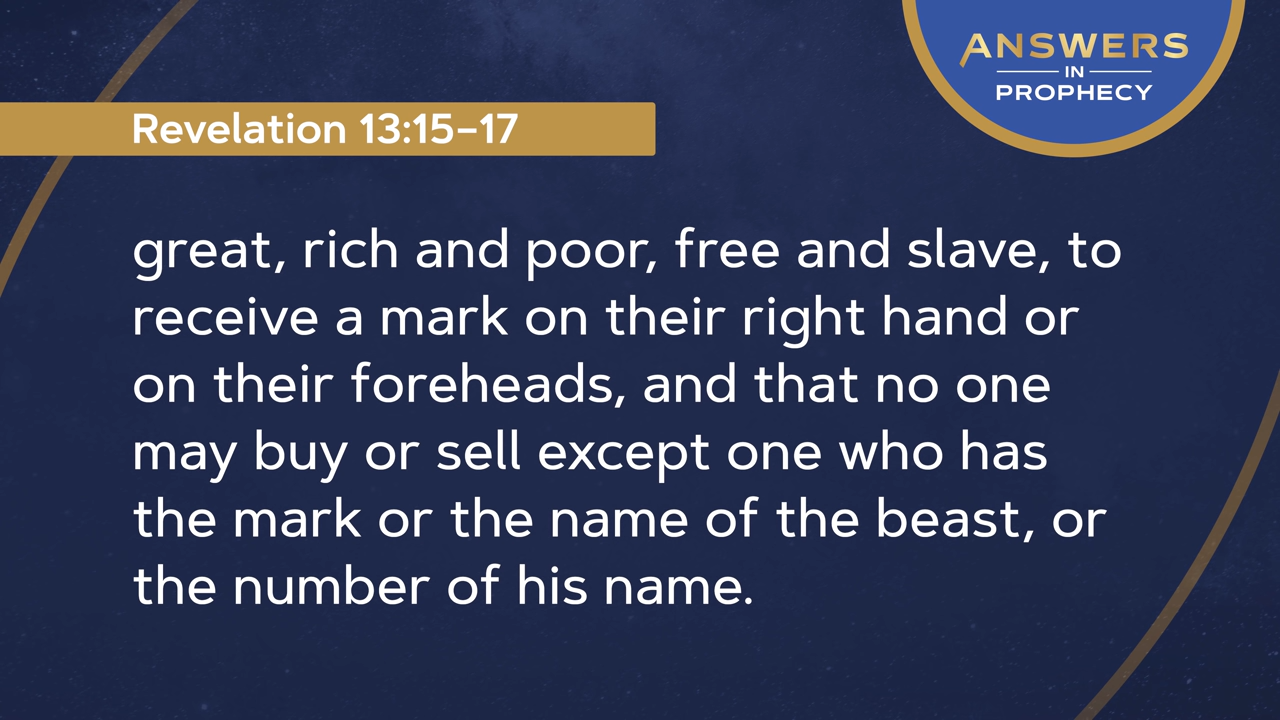 ANSWERS
IN
PROPHECY
Revelation 13:15–17
great, rich and poor, free and slave, to
receive a mark on their right hand or
on their foreheads, and that no one
may buy or sell except one who has
the mark or the name of the beast, or
the number of his name.